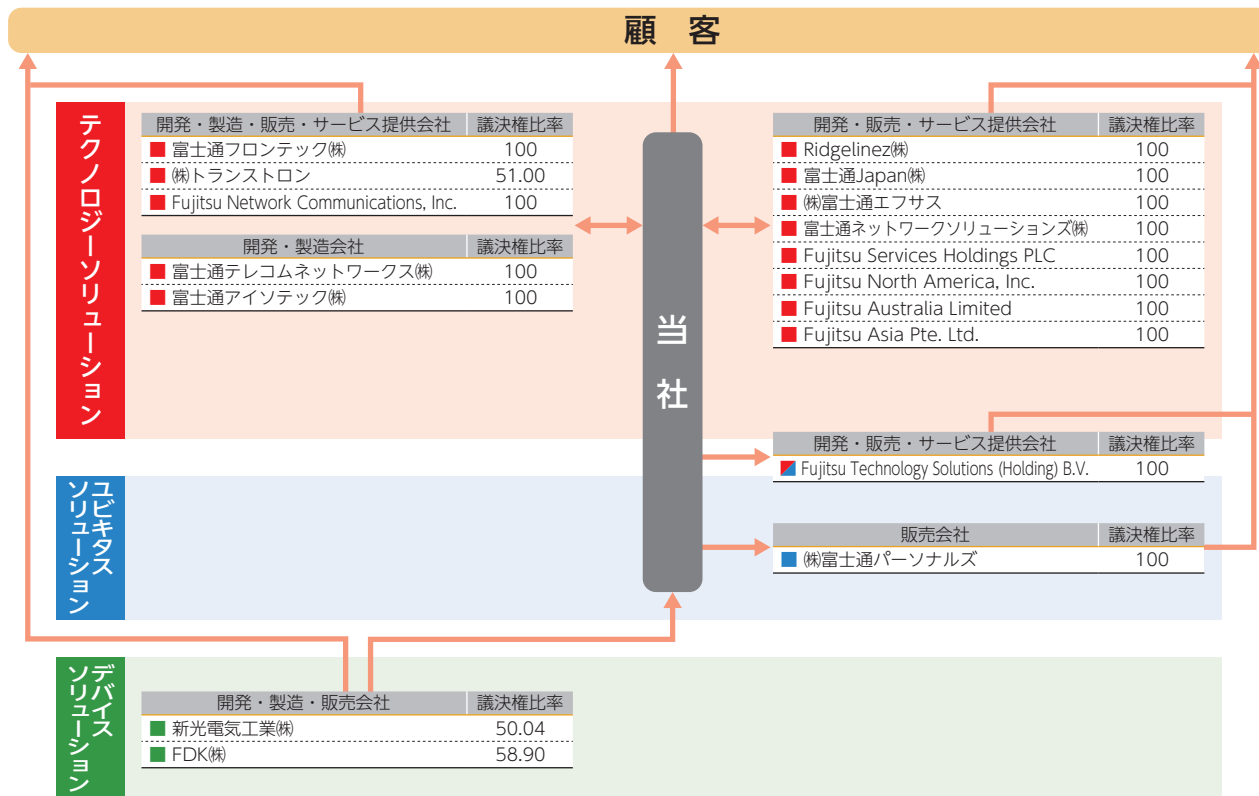 顧 客
テクノロジーソリューション
開発・製造・販売・サービス提供会社 議決権比率
富士通フロンテック㈱ 100
㈱トランストロン 51.00
Fujitsu Network Communications, Inc. 100
開発・製造会社 議決権比率
富士通テレコムネットワークス㈱ 100
富士通アイソテック㈱ 100
当社
開発・販売・サービス提供会社 議決権比率
Ridgelinez㈱ 100
富士通Japan㈱ 100
㈱富士通エフサス 100
富士通ネットワークソリューションズ㈱ 100
Fujitsu Services Holdings PLC 100
Fujitsu North America, Inc. 100
Fujitsu Australia Limited 100
Fujitsu Asia Pte. Ltd. 100
開発・販売・サービス提供会社 議決権比率
Fujitsu Technology Solutions (Holding) B.V. 100
ユビキタス
ソリューション
販売会社 議決権比率
㈱富士通パーソナルズ 100
デバイス
ソリューション
開発・製造・販売会社 議決権比率
新光電気工業㈱ 50.04
FDK㈱ 58.90